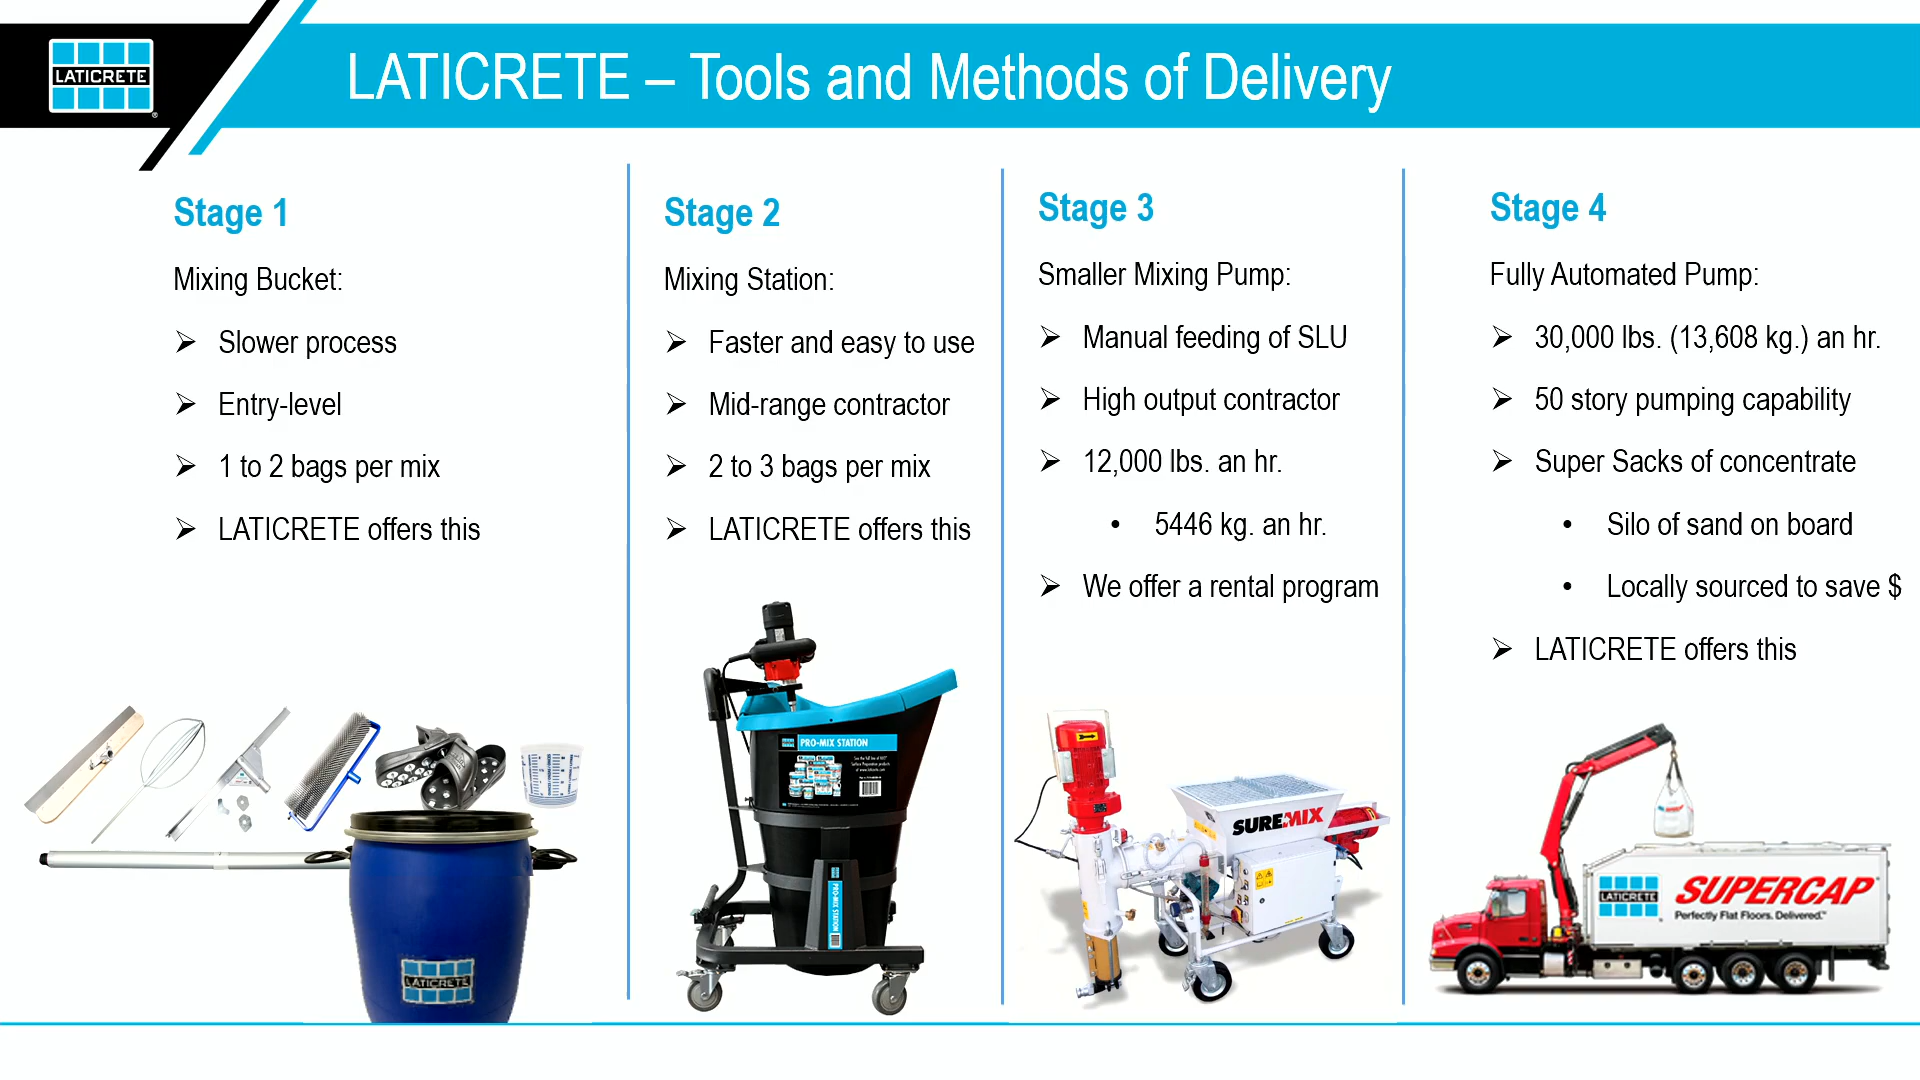 LATICRETE
LATICRETE – Tools and Methods of Delivery
Stage 1
Mixing Bucket:
➢ Slower process
➢ Entry-level
➢ 1 to 2 bags per mix
➢ LATICRETE offers this
LATICRETE
Stage 2
Mixing Station:
➢ Faster and easy to use
➢ Mid-range contractor
➢ 2 to 3 bags per mix
➢ LATICRETE offers this
PRO-MIX STATION
PRO-MIX STATION
Stage 3
Smaller Mixing Pump:
➢ Manual feeding of SLU
➢ High output contractor
➢ 12,000 lbs. an hr.
• 5446 kg. an hr.
➢ We offer a rental program
SUREMIX
Stage 4
Fully Automated Pump:
➢ 30,000 lbs. (13,608 kg.) an hr.
➢ 50 story pumping capability
➢ Super Sacks of concentrate
• Silo of sand on board
• Locally sourced to save $
➢ LATICRETE offers this
LATICRETE
SUPERCAP
Perfectly Flat Floors. Delivered.™